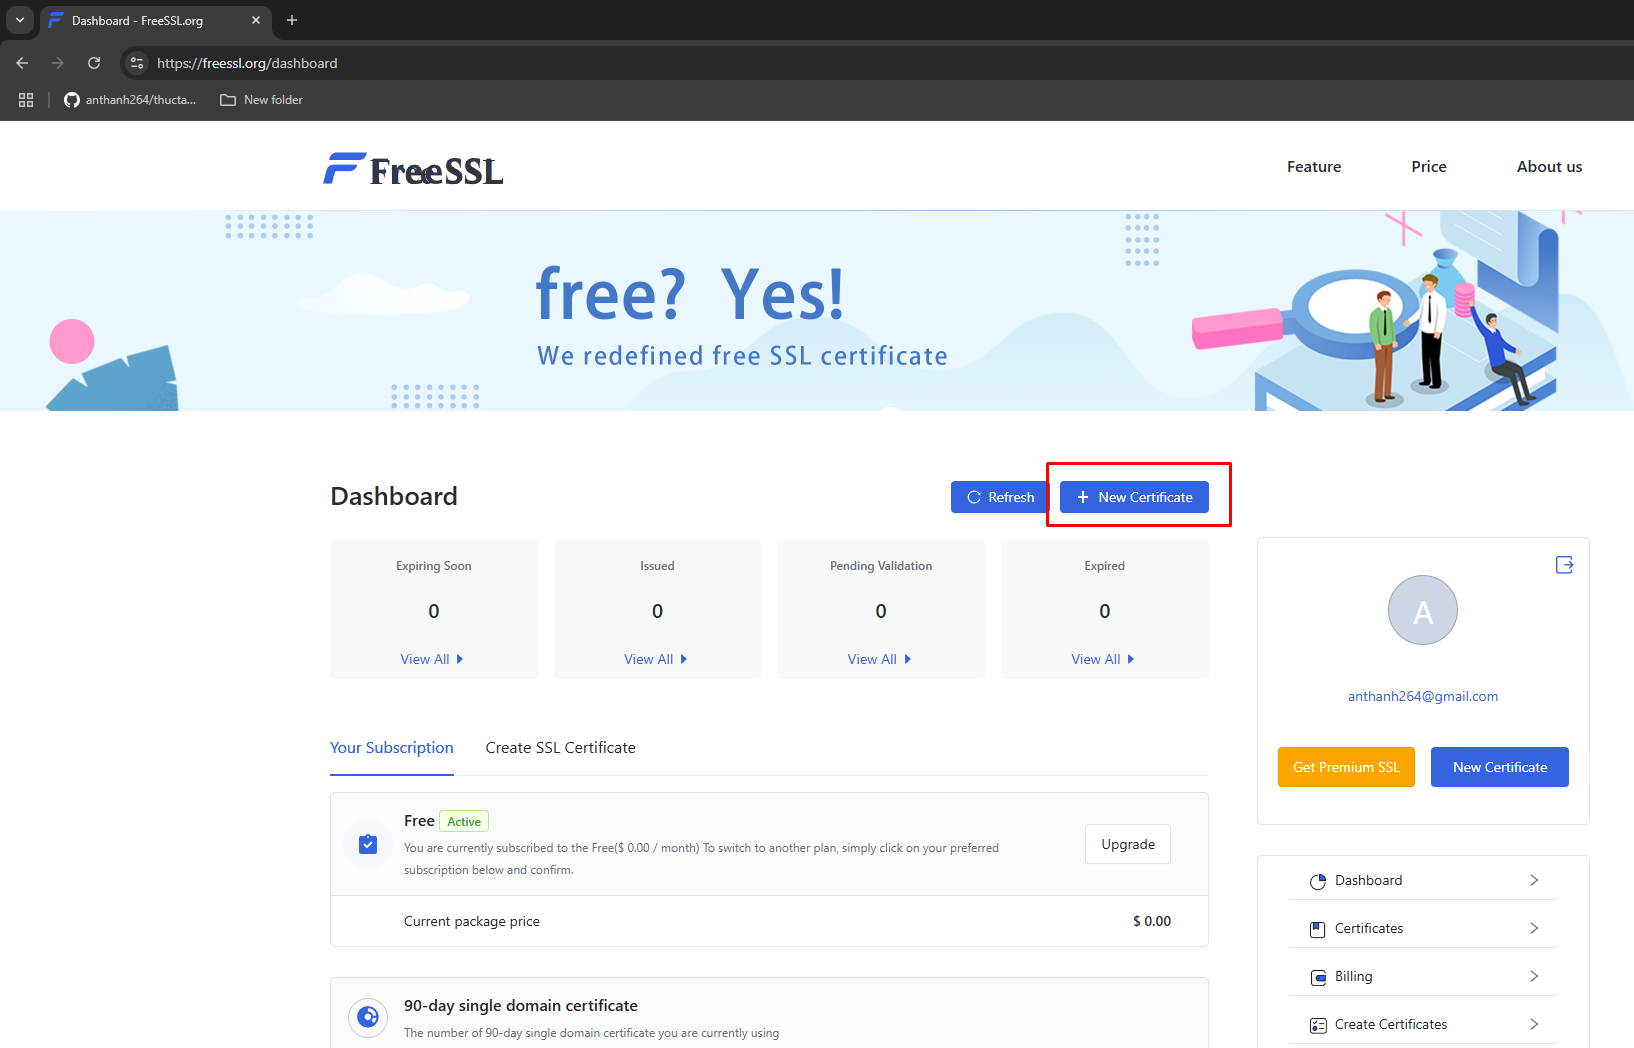 Dashboard - FreeSSL.org
https://freessl.org/dashboard
anthanh264/thucta...
New folder
FreeSSL
Feature
Price
About us
free? Yes!
We redefined free SSL certificate
Dashboard
Refresh
New Certificate
Expiring Soon
0
View All
Issued
0
View All
Pending Validation
0
View All
Expired
0
View All
A
anthanh264@gmail.com
Get Premium SSL
New Certificate
Your Subscription
Create SSL Certificate
Free
Active
You are currently subscribed to the Free($ 0.00 / month) To switch to another plan, simply click on your preferred
subscription below and confirm.
Upgrade
Current package price
$ 0.00
90-day single domain certificate
The number of 90-day single domain certificate you are currently using
Dashboard
Certificates
Billing
Create Certificates